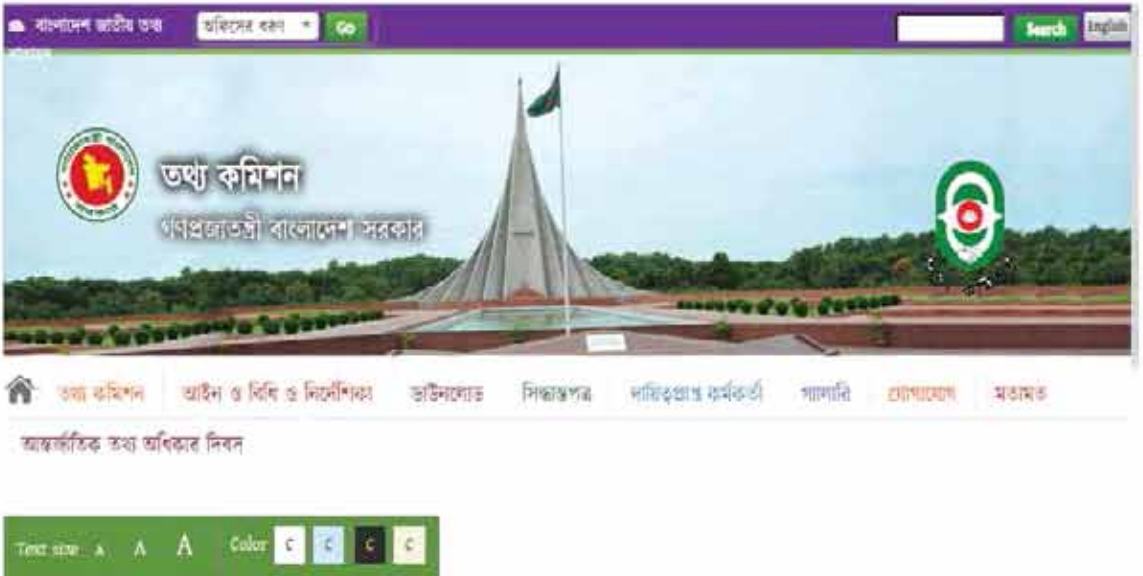 বাংলাদেশ জাতীয় তথ্য অফিসের ধরণ Go Search English
তথ্য কমিশন
গণপ্রজাতন্ত্রী বাংলাদেশ সরকার
তথ্য কমিশন আইন ও বিধি ও নির্দেশিকা ডাউনলোড সিদ্ধান্তপত্র দায়িত্বপ্রাপ্ত কর্মকর্তা গ্যালারি যোগাযোগ মতামত
আন্তর্জাতিক তথ্য অধিকার দিবস
Text size A A A Color C C C C